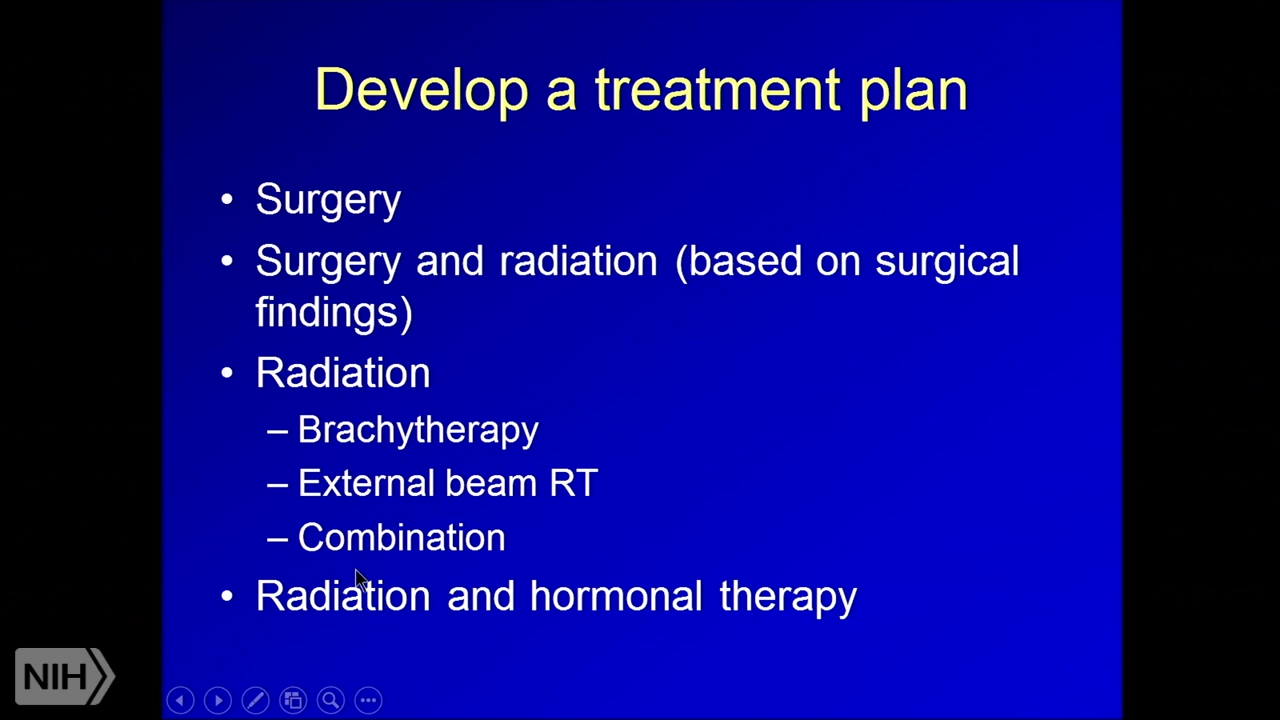 Develop a treatment plan
• Surgery
• Surgery and radiation (based on surgical
findings)
• Radiation
– Brachytherapy
– External beam RT
– Combination
• Radiation and hormonal therapy
NIH